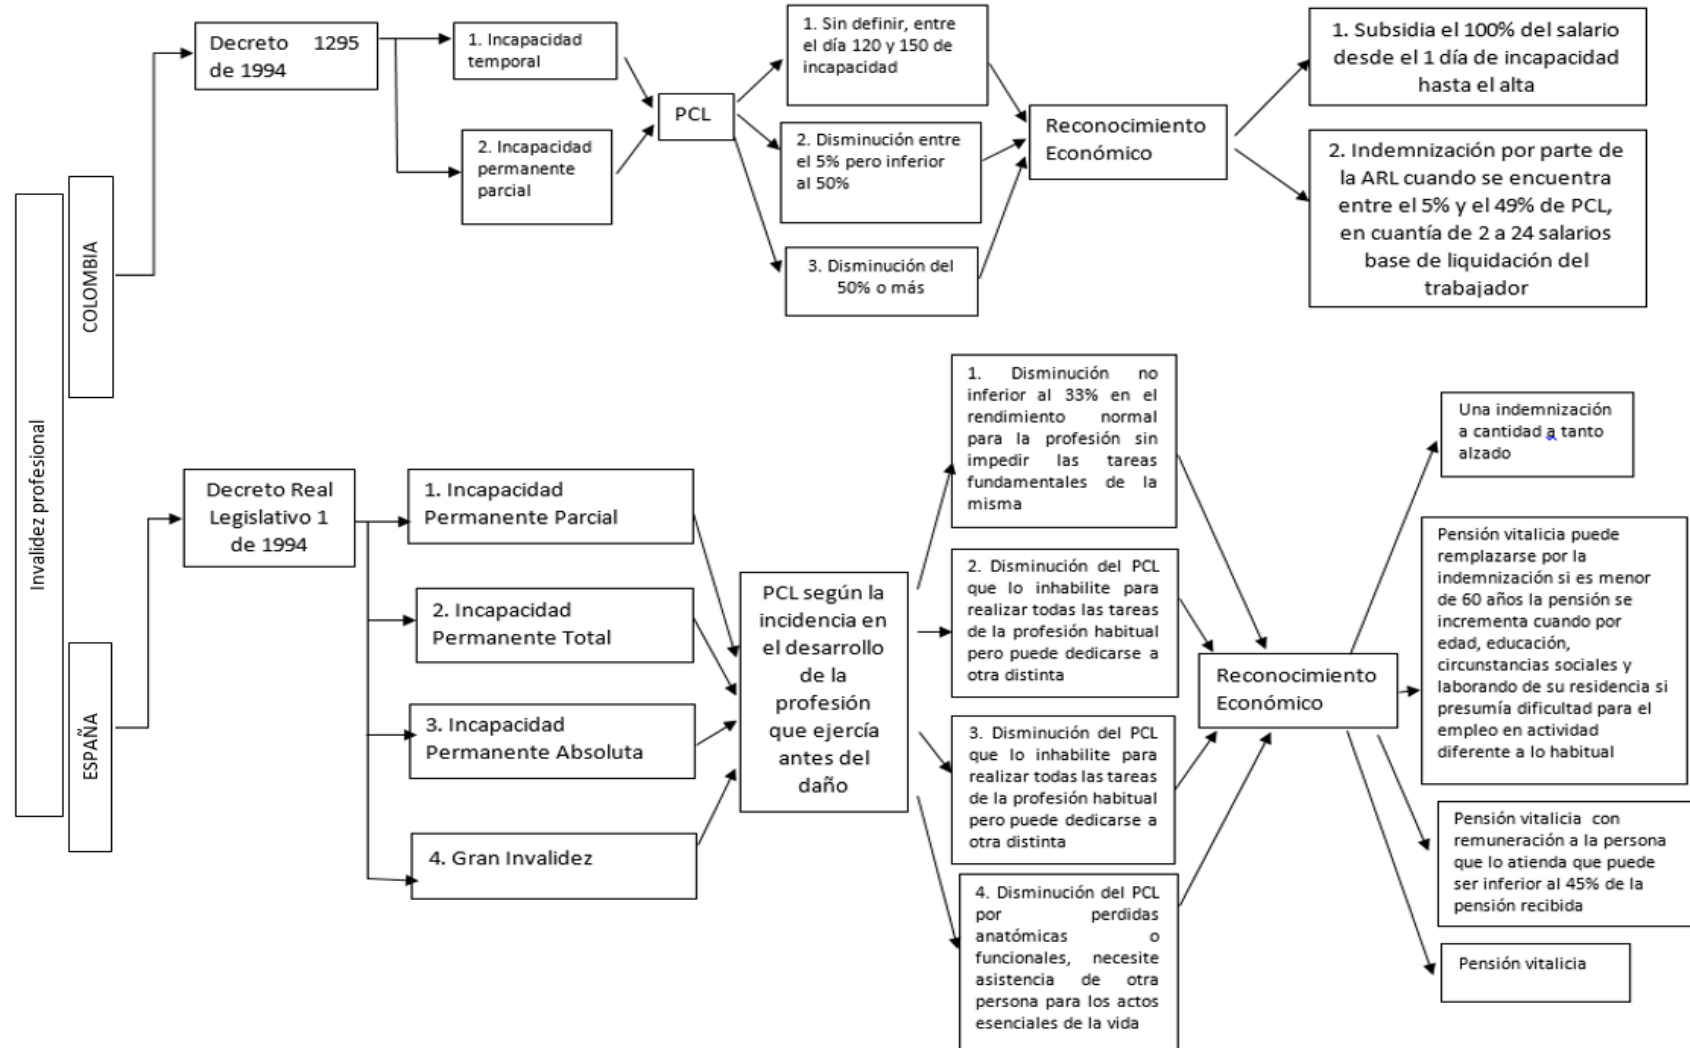 Invalidez profesional
COLOMBIA
Decreto 1295
de 1994
1. Incapacidad
temporal
2. Incapacidad
permanente
parcial
PCL
1. Sin definir, entre
el día 120 y 150 de
incapacidad
2. Disminución entre
el 5% pero inferior
al 50%
3. Disminución del
50% o más
Reconocimiento
Económico
1. Subsidia el 100% del salario
desde el 1 día de incapacidad
hasta el alta
2. Indemnización por parte de
la ARL cuando se encuentra
entre el 5% y el 49% de PCL,
en cuantía de 2 a 24 salarios
base de liquidación del
trabajador
ESPAÑA
Decreto Real
Legislativo 1
de 1994
1. Incapacidad
Permanente Parcial
2. Incapacidad
Permanente Total
3. Incapacidad
Permanente Absoluta
4. Gran Invalidez
PCL según la
incidencia en
el desarrollo
de la
profesión
que ejercía
antes del
daño
1. Disminución no
inferior al 33% en el
rendimiento normal
para la profesión sin
impedir las tareas
fundamentales de la
misma
2. Disminución del PCL
que lo inhabilite para
realizar todas las tareas
de la profesión habitual
pero puede dedicarse a
otra distinta
3. Disminución del PCL
que lo inhabilite para
realizar todas las tareas
de la profesión habitual
pero puede dedicarse a
otra distinta
4. Disminución del PCL
por perdidas
anatómicas o
funcionales, necesite
asistencia de otra
persona para los actos
esenciales de la vida
Reconocimiento
Económico
Una indemnización
a cantidad a tanto
alzado
Pensión vitalicia puede
remplazarse por la
indemnización si es menor
de 60 años la pensión se
incrementa cuando por
edad, educación,
circunstancias sociales y
laborando de su residencia si
presumía dificultad para el
empleo en actividad
diferente a lo habitual
Pensión vitalicia con
remuneración a la persona
que lo atienda que puede
ser inferior al 45% de la
pensión recibida
Pensión vitalicia